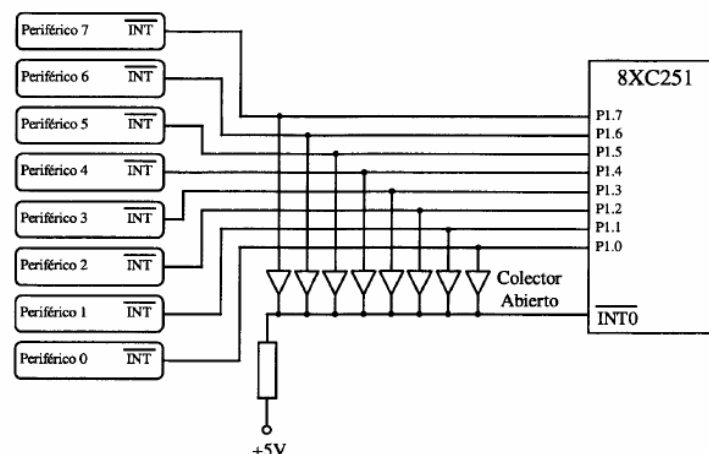 Periférico 7 INT
Periférico 6 INT
Periférico 5 INT
Periférico 4 INT
Periférico 3 INT
Periférico 2 INT
Periférico 1 INT
Periférico 0 INT
8XC251
P1.7
P1.6
P1.5
P1.4
P1.3
P1.2
P1.1
P1.0
INT0
Colector
Abierto
+5V